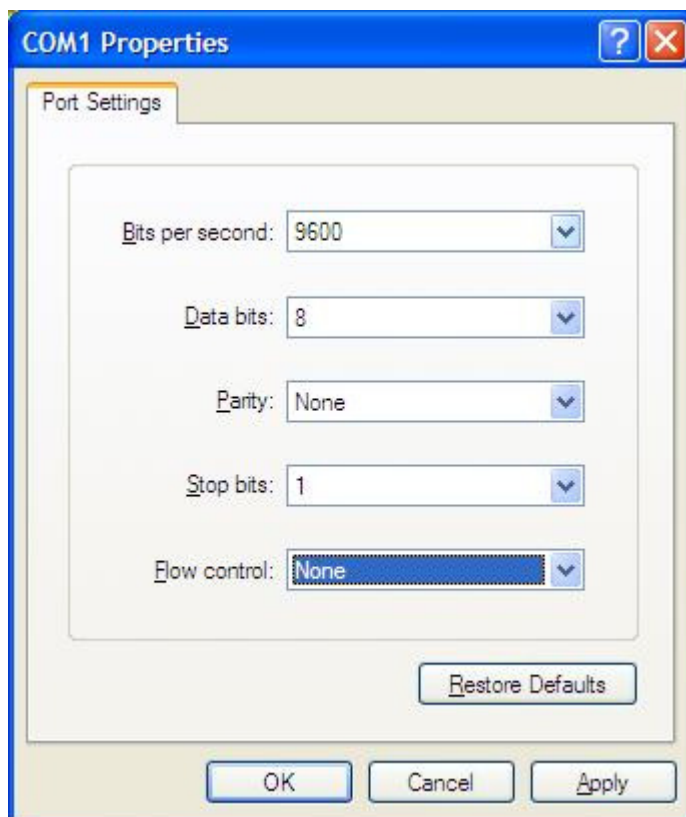 COM1 Properties
Port Settings
Bits per second: 9600
Data bits: 8
Parity: None
Stop bits: 1
Flow control: None
Restore Defaults
OK Cancel Apply